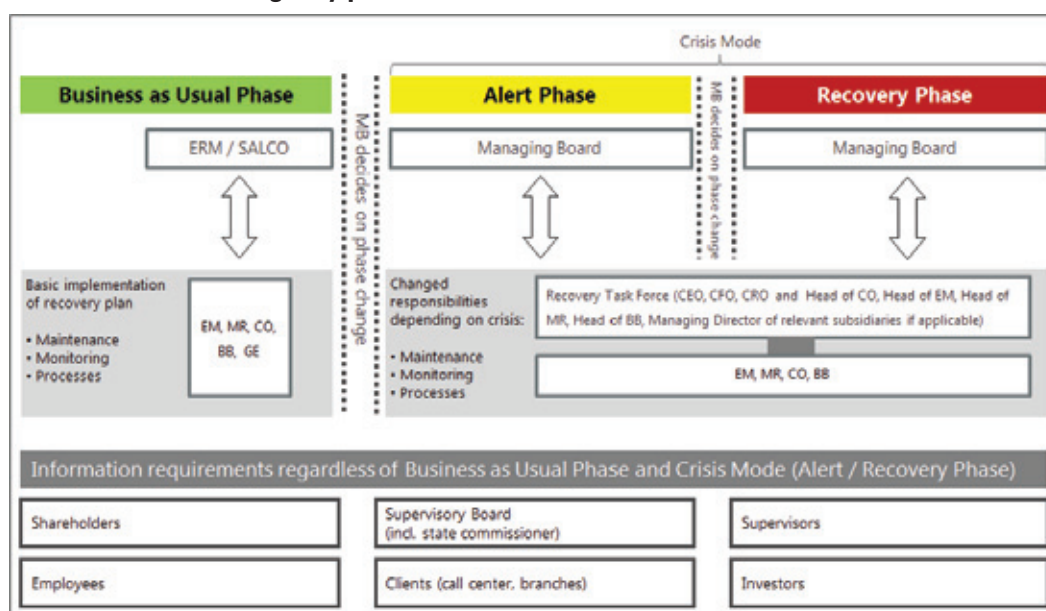 Crisis Mode
Business as Usual Phase
MB decides on phase change
Alert Phase
MB decides on phase change
Recovery Phase
ERM / SALCO
Managing Board
Managing Board
Basic implementation
of recovery plan
• Maintenance
• Monitoring
• Processes
EM, MR, CO,
BB, GE
Changed
responsibilities
depending on crisis:
• Maintenance
• Monitoring
• Processes
Recovery Task Force (CEO, CFO, CRO and Head of CO, Head of EM, Head of
MR, Head of BB, Managing Director of relevant subsidiaries if applicable)
EM, MR, CO, BB
Information requirements regardless of Business as Usual Phase and Crisis Mode (Alert / Recovery Phase)
Shareholders
Supervisory Board
(incl. state commissioner)
Supervisors
Employees
Clients (call center, branches)
Investors